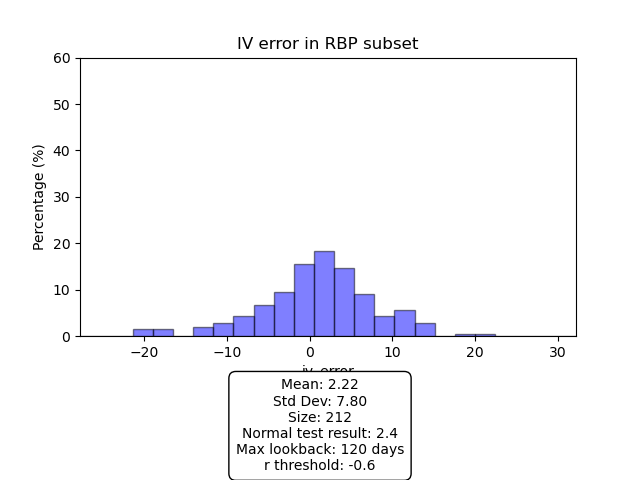 IV error in RBP subset
60
50
40
30
20
10
0
Percentage (%)
−20 −10 0 10 20 30
iv_error
Mean: 2.22
Std Dev: 7.80
Size: 212
Normal test result: 2.4
Max lookback: 120 days
r threshold: -0.6